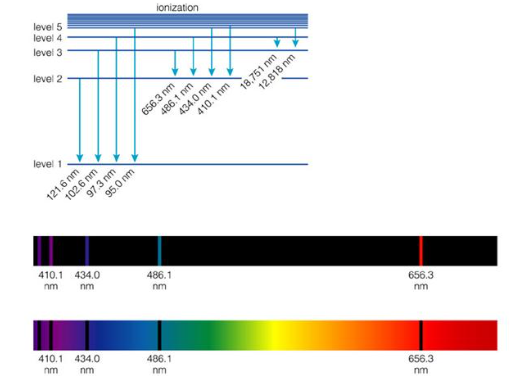 ionization
level 5
level 4
level 3
level 2
656.3 nm
486.1 nm
434.0 nm
410.1 nm
18,751 nm
12,818 nm
level 1
121.6 nm
102.6 nm
97.3 nm
95.0 nm
410.1 434.0 486.1 656.3
nm nm nm nm
410.1 434.0 486.1 656.3
nm nm nm nm